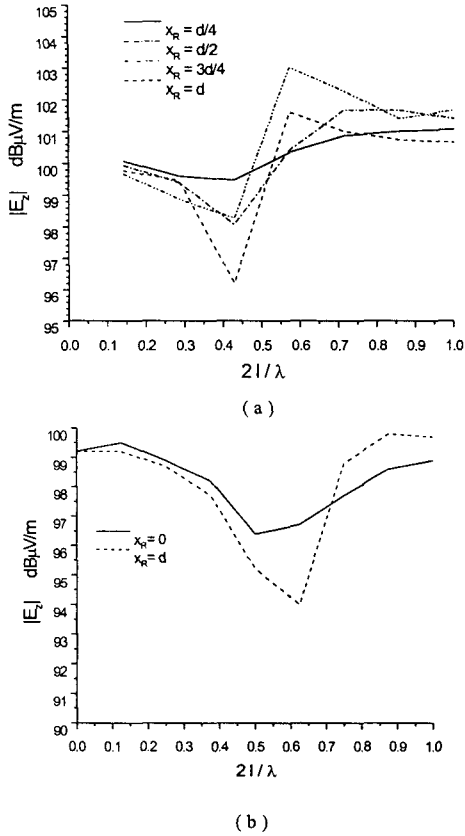 105
104
103
102
101
100
99
98
97
96
95
|E_z| dBμV/m
x_R = d/4
x_R = d/2
x_R = 3d/4
x_R = d
0.0 0.1 0.2 0.3 0.4 0.5 0.6 0.7 0.8 0.9 1.0
2 l / λ
( a )
100
99
98
97
96
95
94
93
92
91
90
|E_z| dBμV/m
x_R = 0
x_R = d
0.0 0.1 0.2 0.3 0.4 0.5 0.6 0.7 0.8 0.9 1.0
2 l / λ
( b )